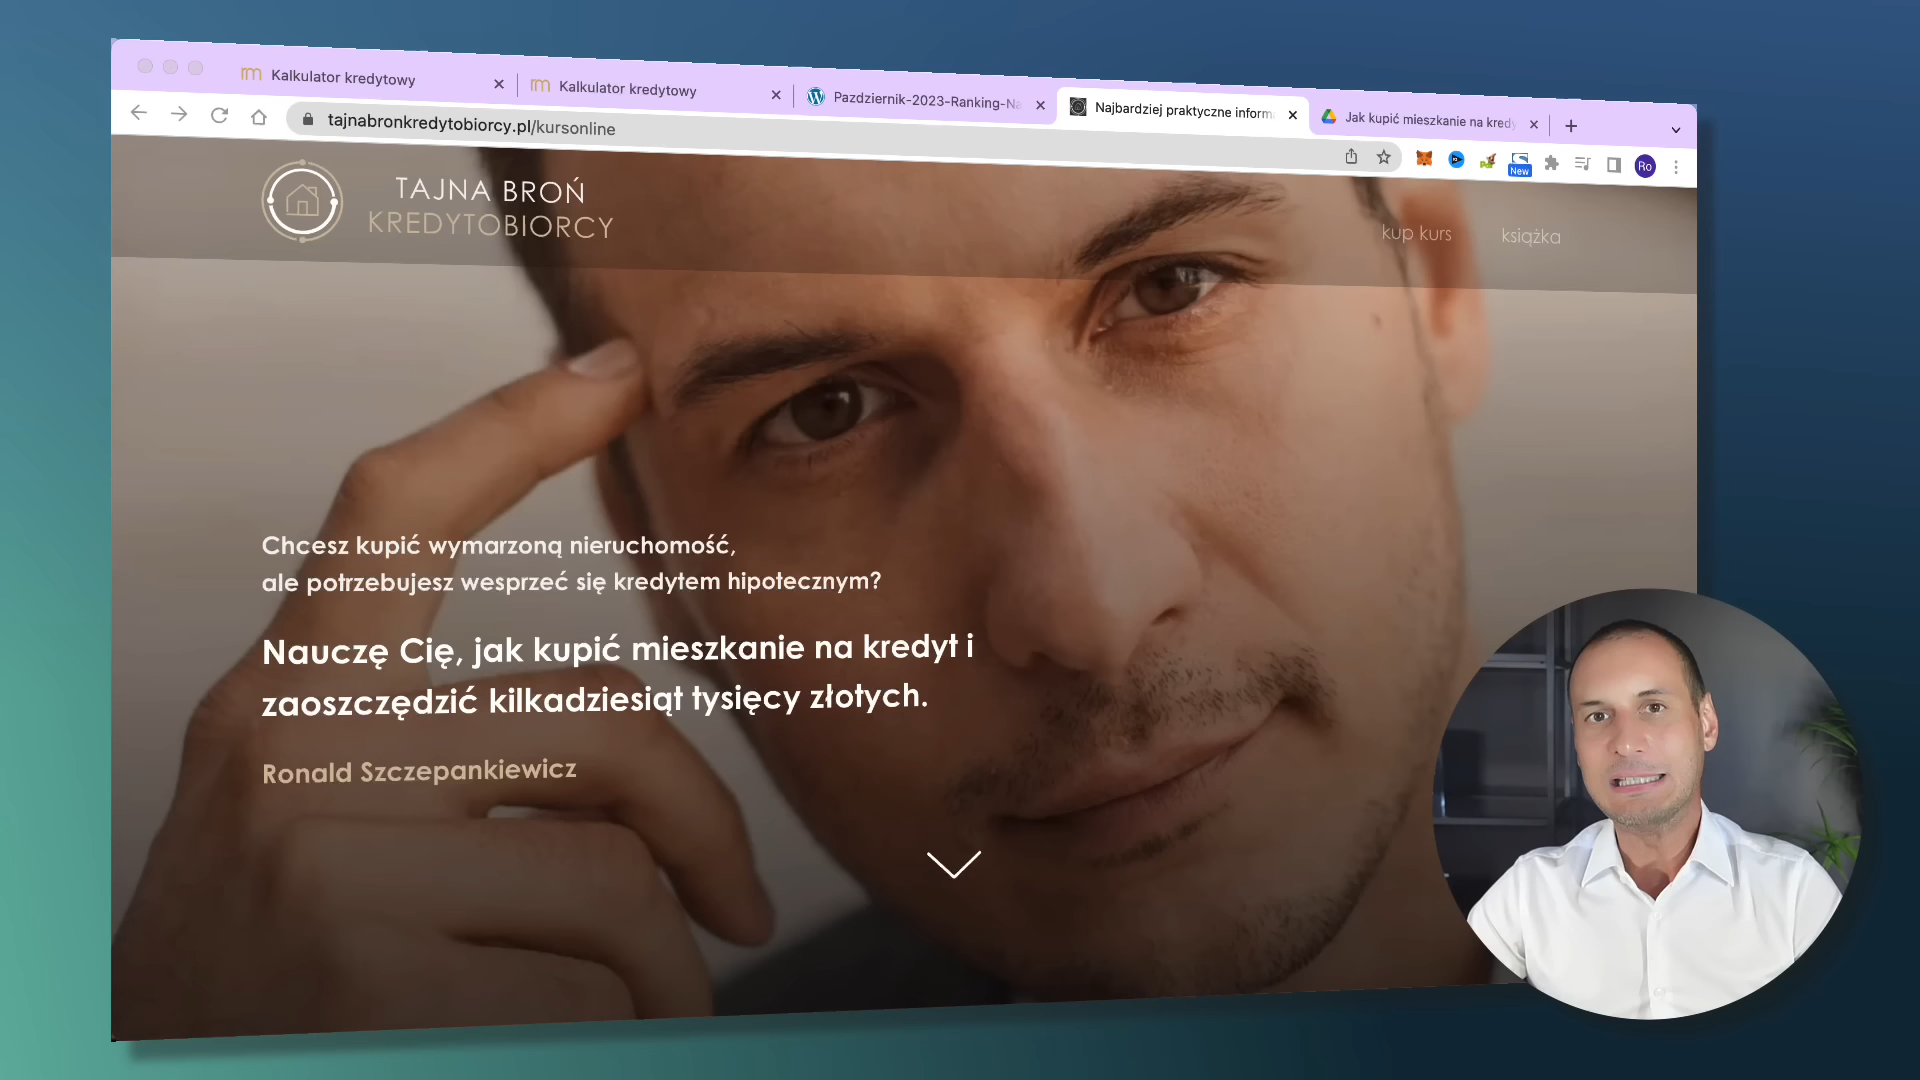 Kalkulator kredytowy
Kalkulator kredytowy
Pazdziernik-2023-Ranking-Na
Najbardziej praktyczne inform
Jak kupić mieszkanie na kredy
tajnabronkredytobiorcy.pl/kursonline
New
Ro
TAJNA BROŃ
KREDYTOBIORCY
kup kurs
książka
Chcesz kupić wymarzoną nieruchomość,
ale potrzebujesz wesprzeć się kredytem hipotecznym?
Nauczę Cię, jak kupić mieszkanie na kredyt i
zaoszczędzić kilkadziesiąt tysięcy złotych.
Ronald Szczepankiewicz